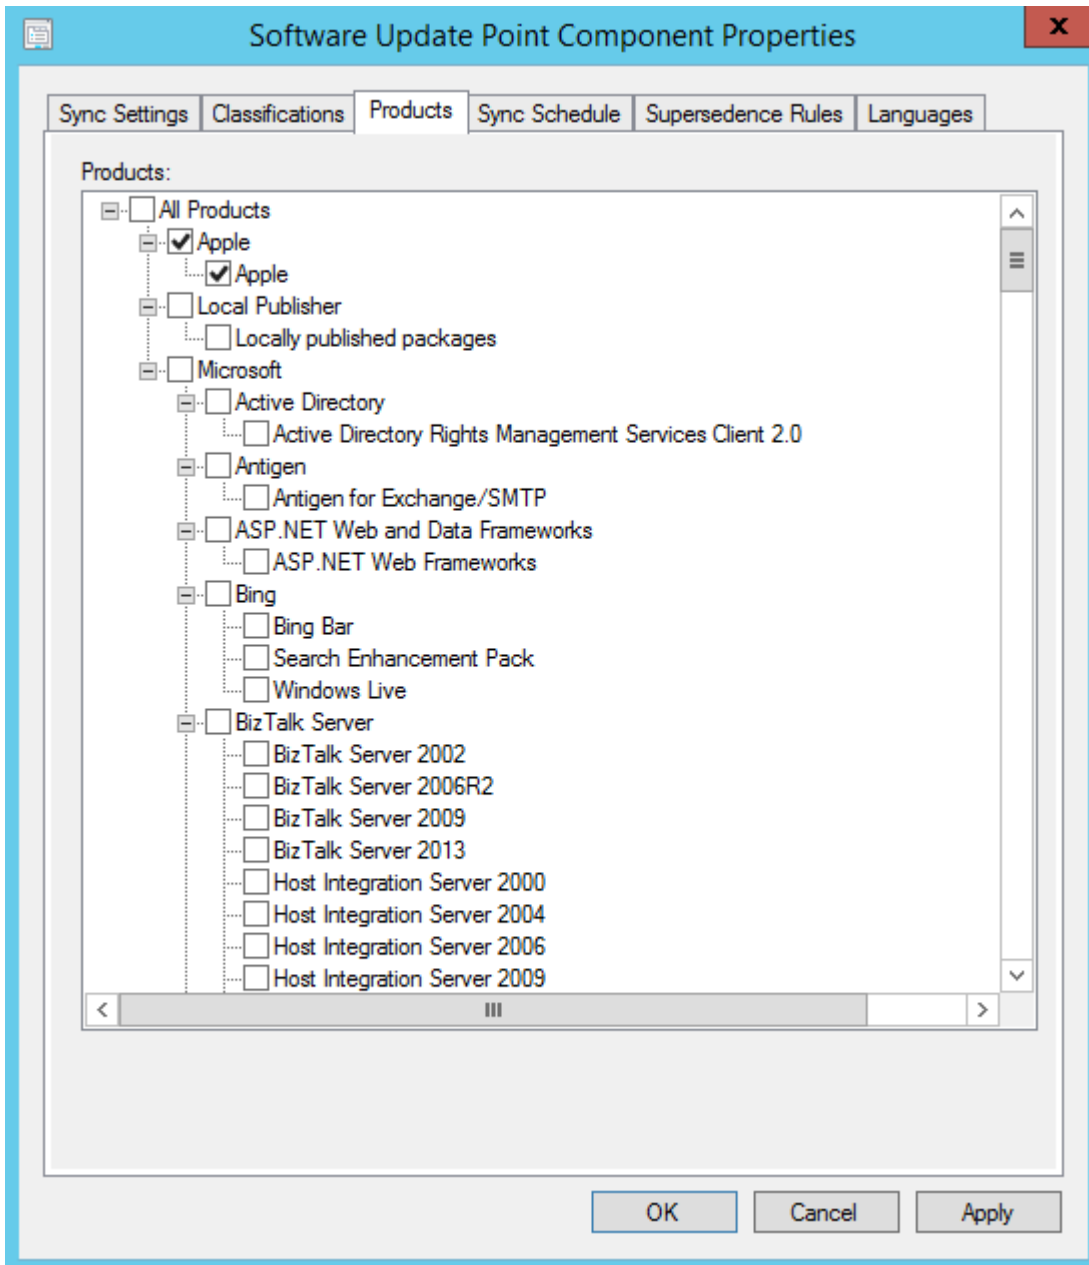 Software Update Point Component Properties
x
Sync Settings Classifications Products Sync Schedule Supersedence Rules Languages
Products:
All Products
Apple
Apple
Local Publisher
Locally published packages
Microsoft
Active Directory
Active Directory Rights Management Services Client 2.0
Antigen
Antigen for Exchange/SMTP
ASP.NET Web and Data Frameworks
ASP.NET Web Frameworks
Bing
Bing Bar
Search Enhancement Pack
Windows Live
BizTalk Server
BizTalk Server 2002
BizTalk Server 2006R2
BizTalk Server 2009
BizTalk Server 2013
Host Integration Server 2000
Host Integration Server 2004
Host Integration Server 2006
Host Integration Server 2009
OK Cancel Apply